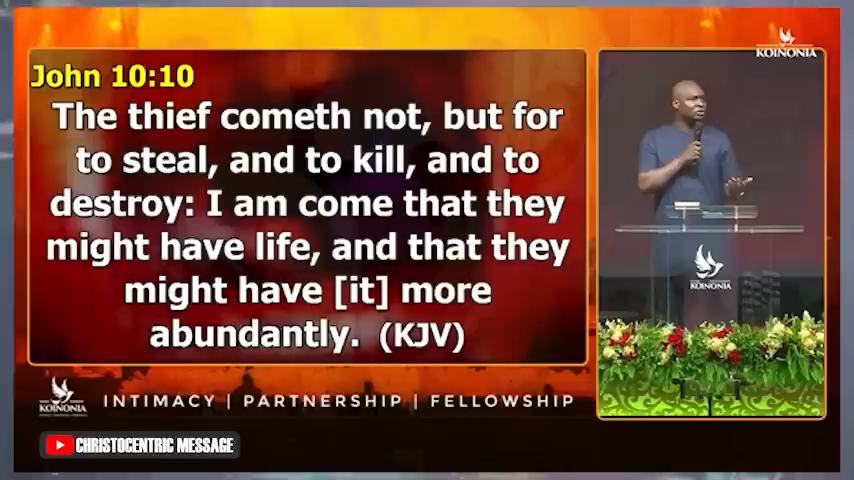 KOINONIA
John 10:10
The thief cometh not, but for
to steal, and to kill, and to
destroy: I am come that they
might have life, and that they
might have [it] more
abundantly. (KJV)
KOINONIA
KOINONIA
INTIMACY | PARTNERSHIP | FELLOWSHIP
CHRISTOCENTRIC MESSAGE